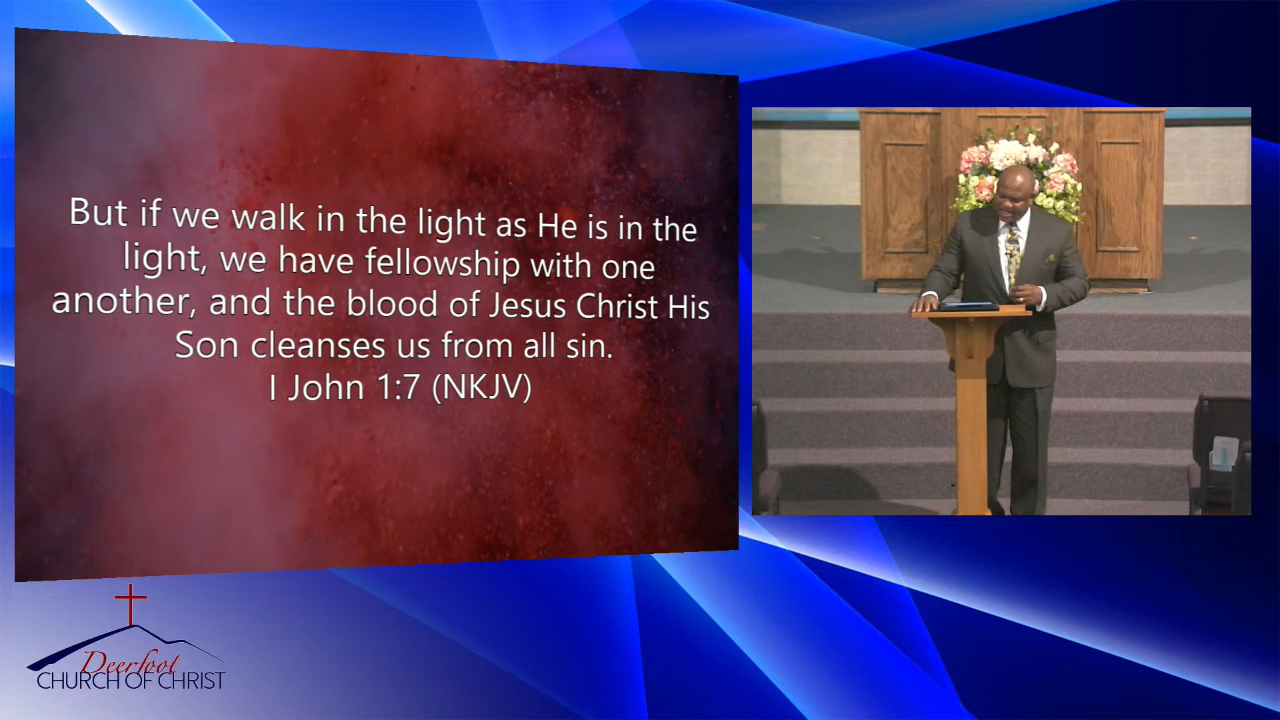 But if we walk in the light as He is in the
light, we have fellowship with one
another, and the blood of Jesus Christ His
Son cleanses us from all sin.
I John 1:7 (NKJV)
Deerfoot
CHURCH OF CHRIST